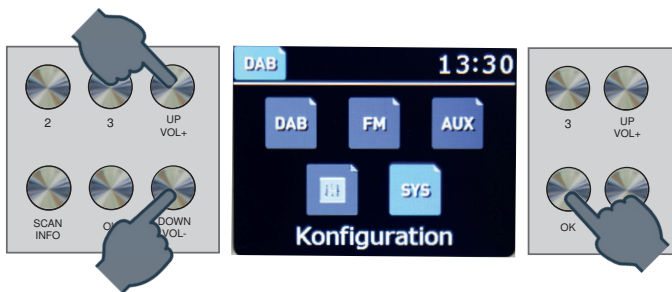 2
3
UP
VOL+
SCAN
INFO
DOWN
VOL-
DAB
13:30
DAB
FM
AUX
SYS
Konfiguration
3
UP
VOL+
OK